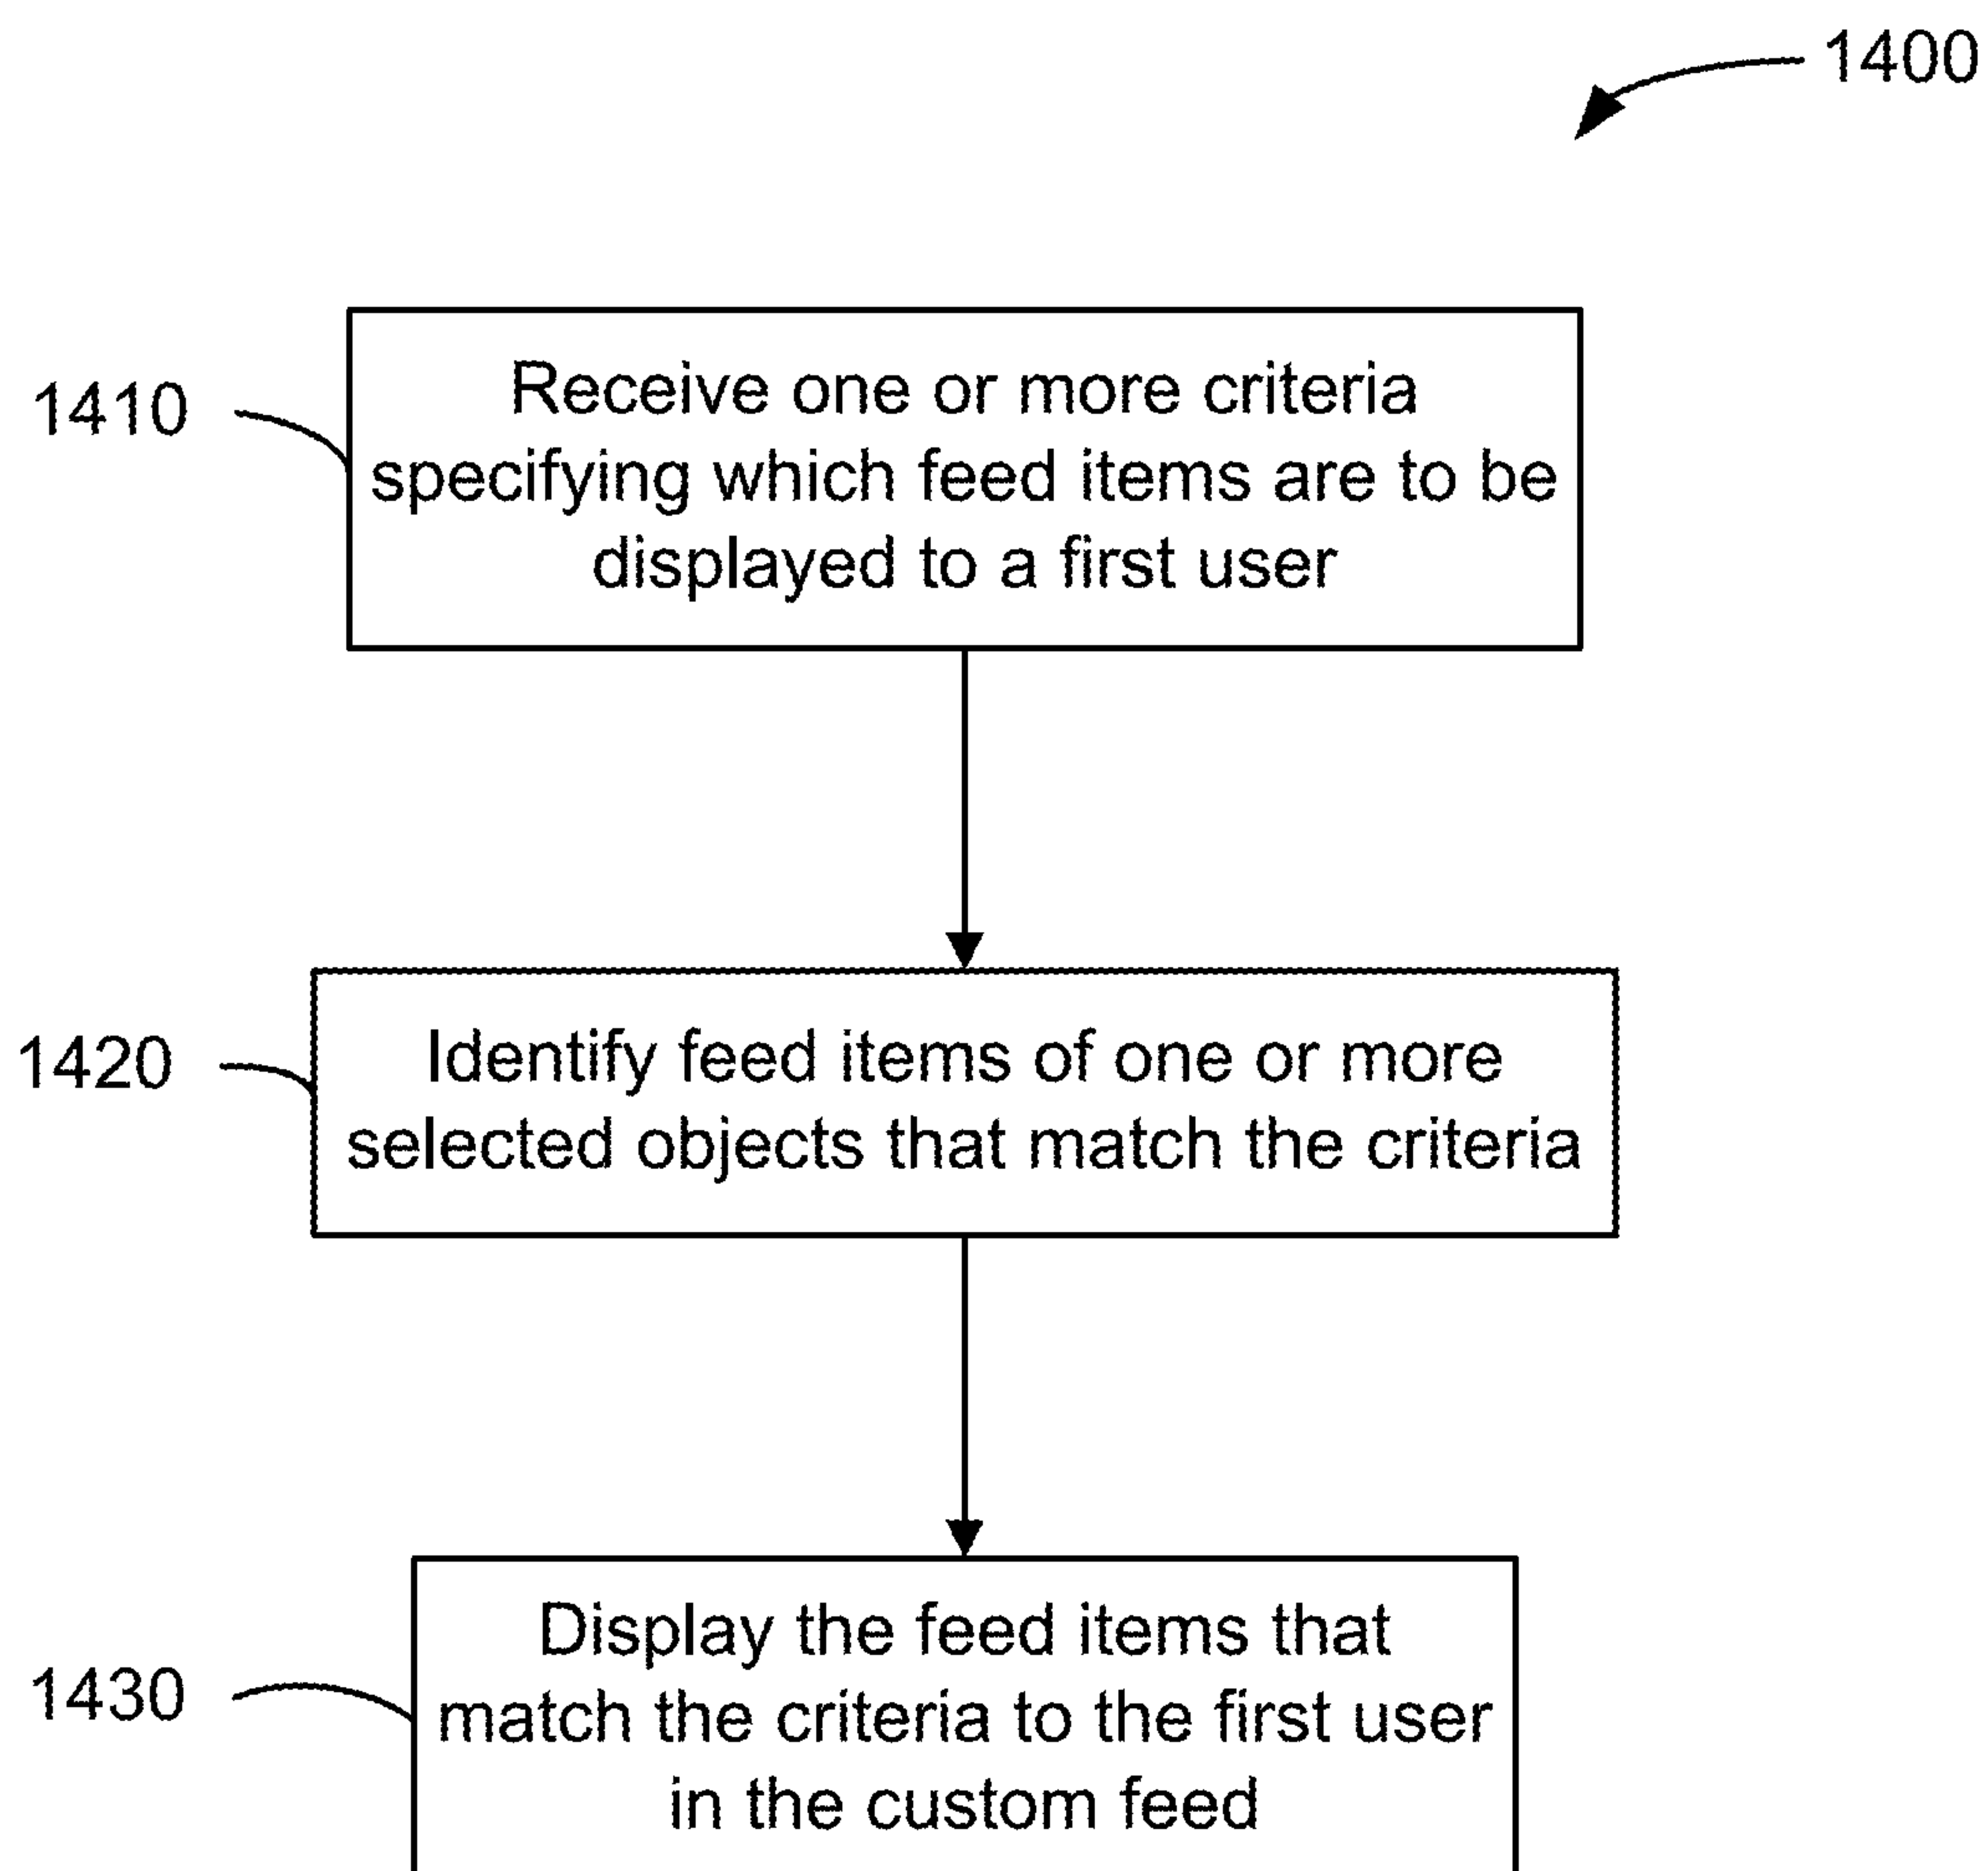 1400
1410
Receive one or more criteria
specifying which feed items are to be
displayed to a first user
1420
Identify feed items of one or more
selected objects that match the criteria
1430
Display the feed items that
match the criteria to the first user
in the custom feed